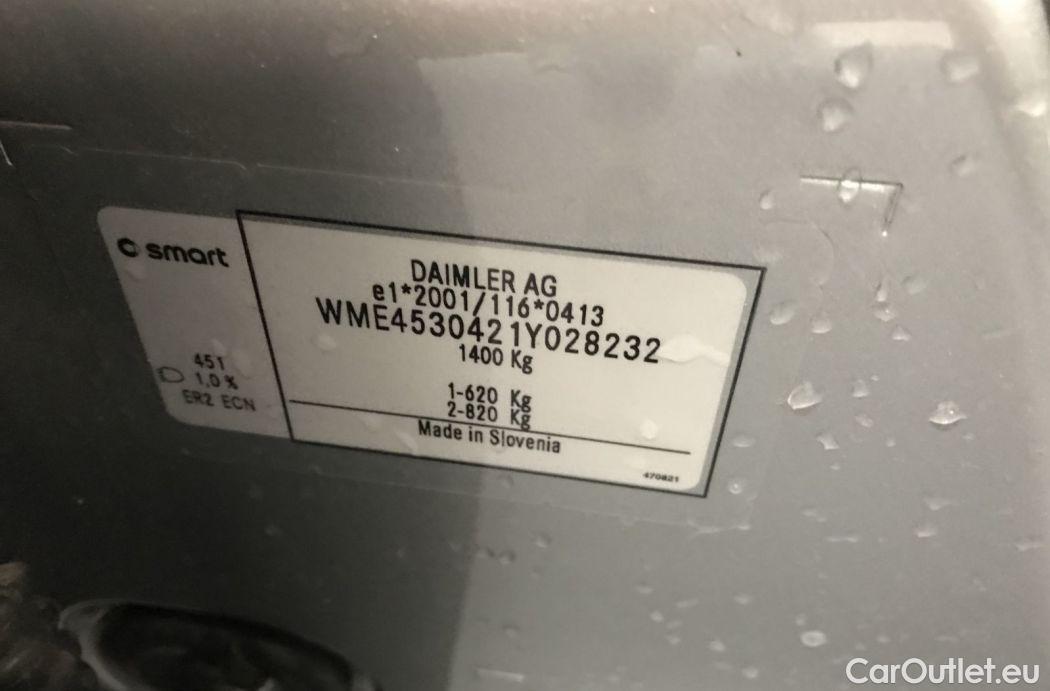 smart
DAIMLER AG
e1*2001/116*0413
WME4530421Y028232
1400 Kg
451
1,0 %
ER2 ECN
1-620 Kg
2-820 Kg
Made in Slovenia
470821
CarOutlet.eu